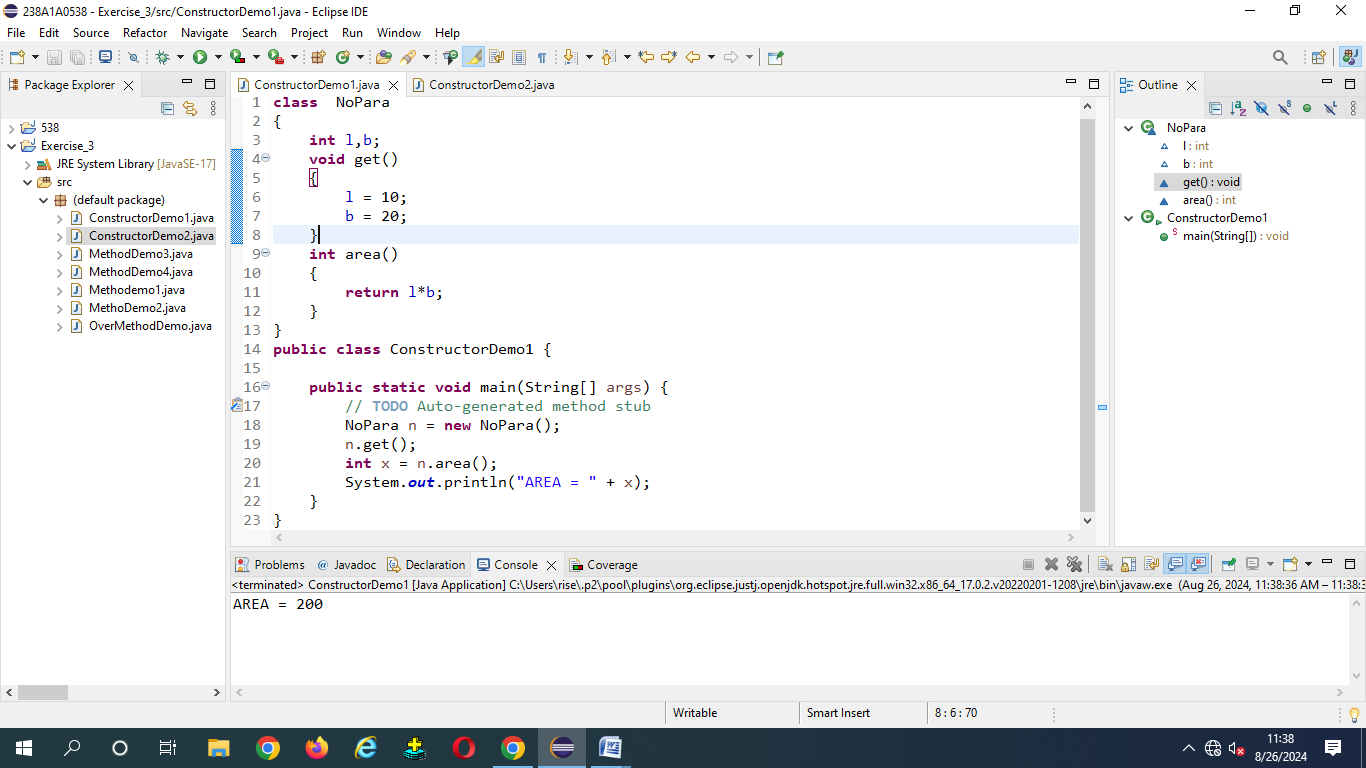 238A1A0538 - Exercise_3/src/ConstructorDemo1.java - Eclipse IDE
File Edit Source Refactor Navigate Search Project Run Window Help
Package Explorer
538
Exercise_3
JRE System Library [JavaSE-17]
src
(default package)
ConstructorDemo1.java
ConstructorDemo2.java
MethodDemo3.java
MethodDemo4.java
Methodemo1.java
MethoDemo2.java
OverMethodDemo.java
ConstructorDemo1.java ConstructorDemo2.java
1 class  NoPara
2 {
3     int l,b;
4     void get()
5     {
6         l = 10;
7         b = 20;
8     }
9     int area()
10     {
11         return l*b;
12     }
13 }
14 public class ConstructorDemo1 {
15
16     public static void main(String[] args) {
17         // TODO Auto-generated method stub
18         NoPara n = new NoPara();
19         n.get();
20         int x = n.area();
21         System.out.println("AREA = " + x);
22     }
23 }
Outline
NoPara
l : int
b : int
get() : void
area() : int
ConstructorDemo1
main(String[]) : void
Problems @ Javadoc Declaration Console Coverage
<terminated> ConstructorDemo1 [Java Application] C:\Users\rise\.p2\pool\plugins\org.eclipse.justj.openjdk.hotspot.jre.full.win32.x86_64_17.0.2.v20220201-1208\jre\bin\javaw.exe (Aug 26, 2024, 11:38:36 AM – 11:38:3
AREA = 200
Writable Smart Insert 8 : 6 : 70
11:38
8/26/2024